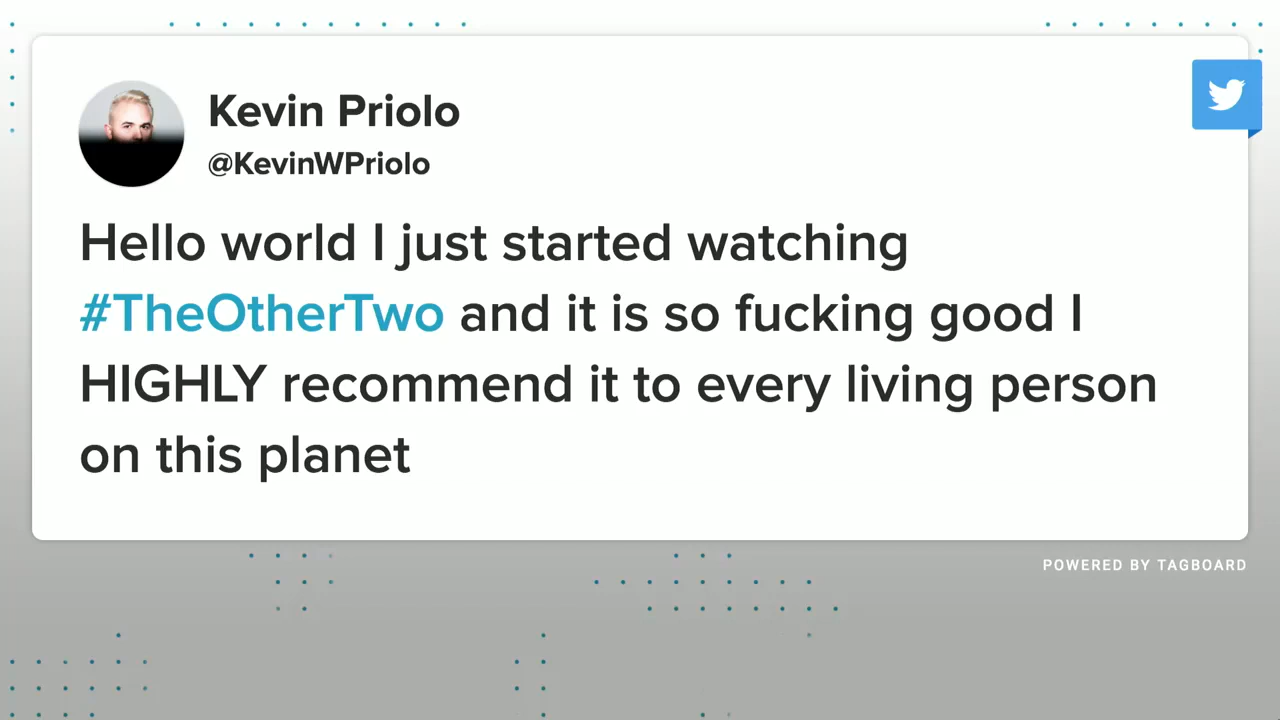 Kevin Priolo
@KevinWPriolo
Hello world I just started watching
#TheOtherTwo and it is so fucking good I
HIGHLY recommend it to every living person
on this planet
POWERED BY TAGBOARD